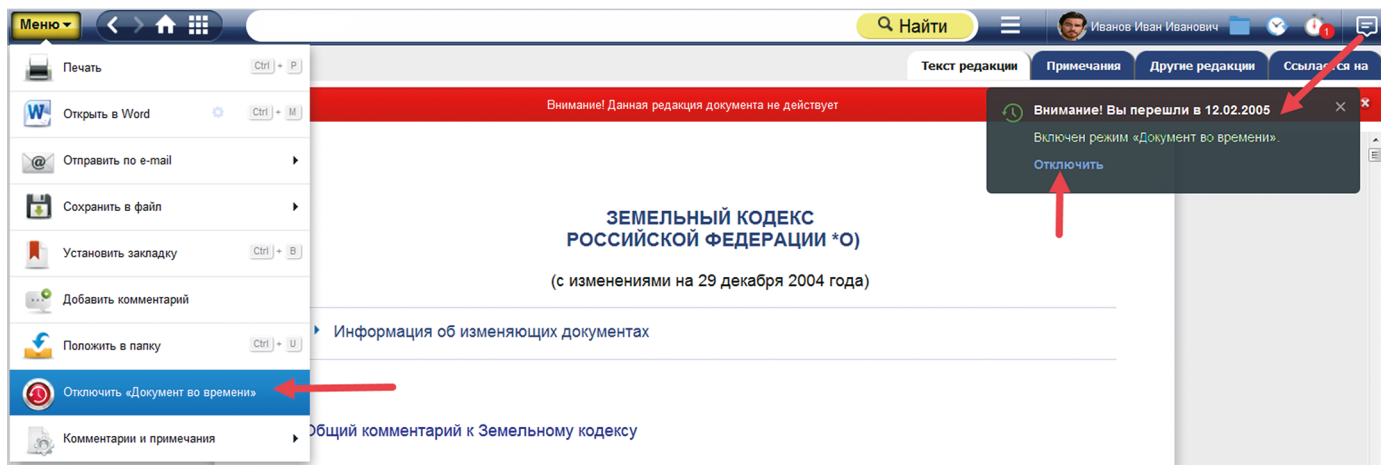 Меню
Найти
Иванов Иван Иванович
1
Печать
Ctrl + P
Открыть в Word
Ctrl + M
Отправить по e-mail
@
Сохранить в файл
Установить закладку
Ctrl + B
Добавить комментарий
Положить в папку
Ctrl + U
Отключить «Документ во времени»
Комментарии и примечания
Текст редакции
Примечания
Другие редакции
Ссылается на
Внимание! Данная редакция документа не действует
Внимание! Вы перешли в 12.02.2005
Включен режим «Документ во времени».
Отключить
ЗЕМЕЛЬНЫЙ КОДЕКС
РОССИЙСКОЙ ФЕДЕРАЦИИ *О)
(с изменениями на 29 декабря 2004 года)
Информация об изменяющих документах
Общий комментарий к Земельному кодексу